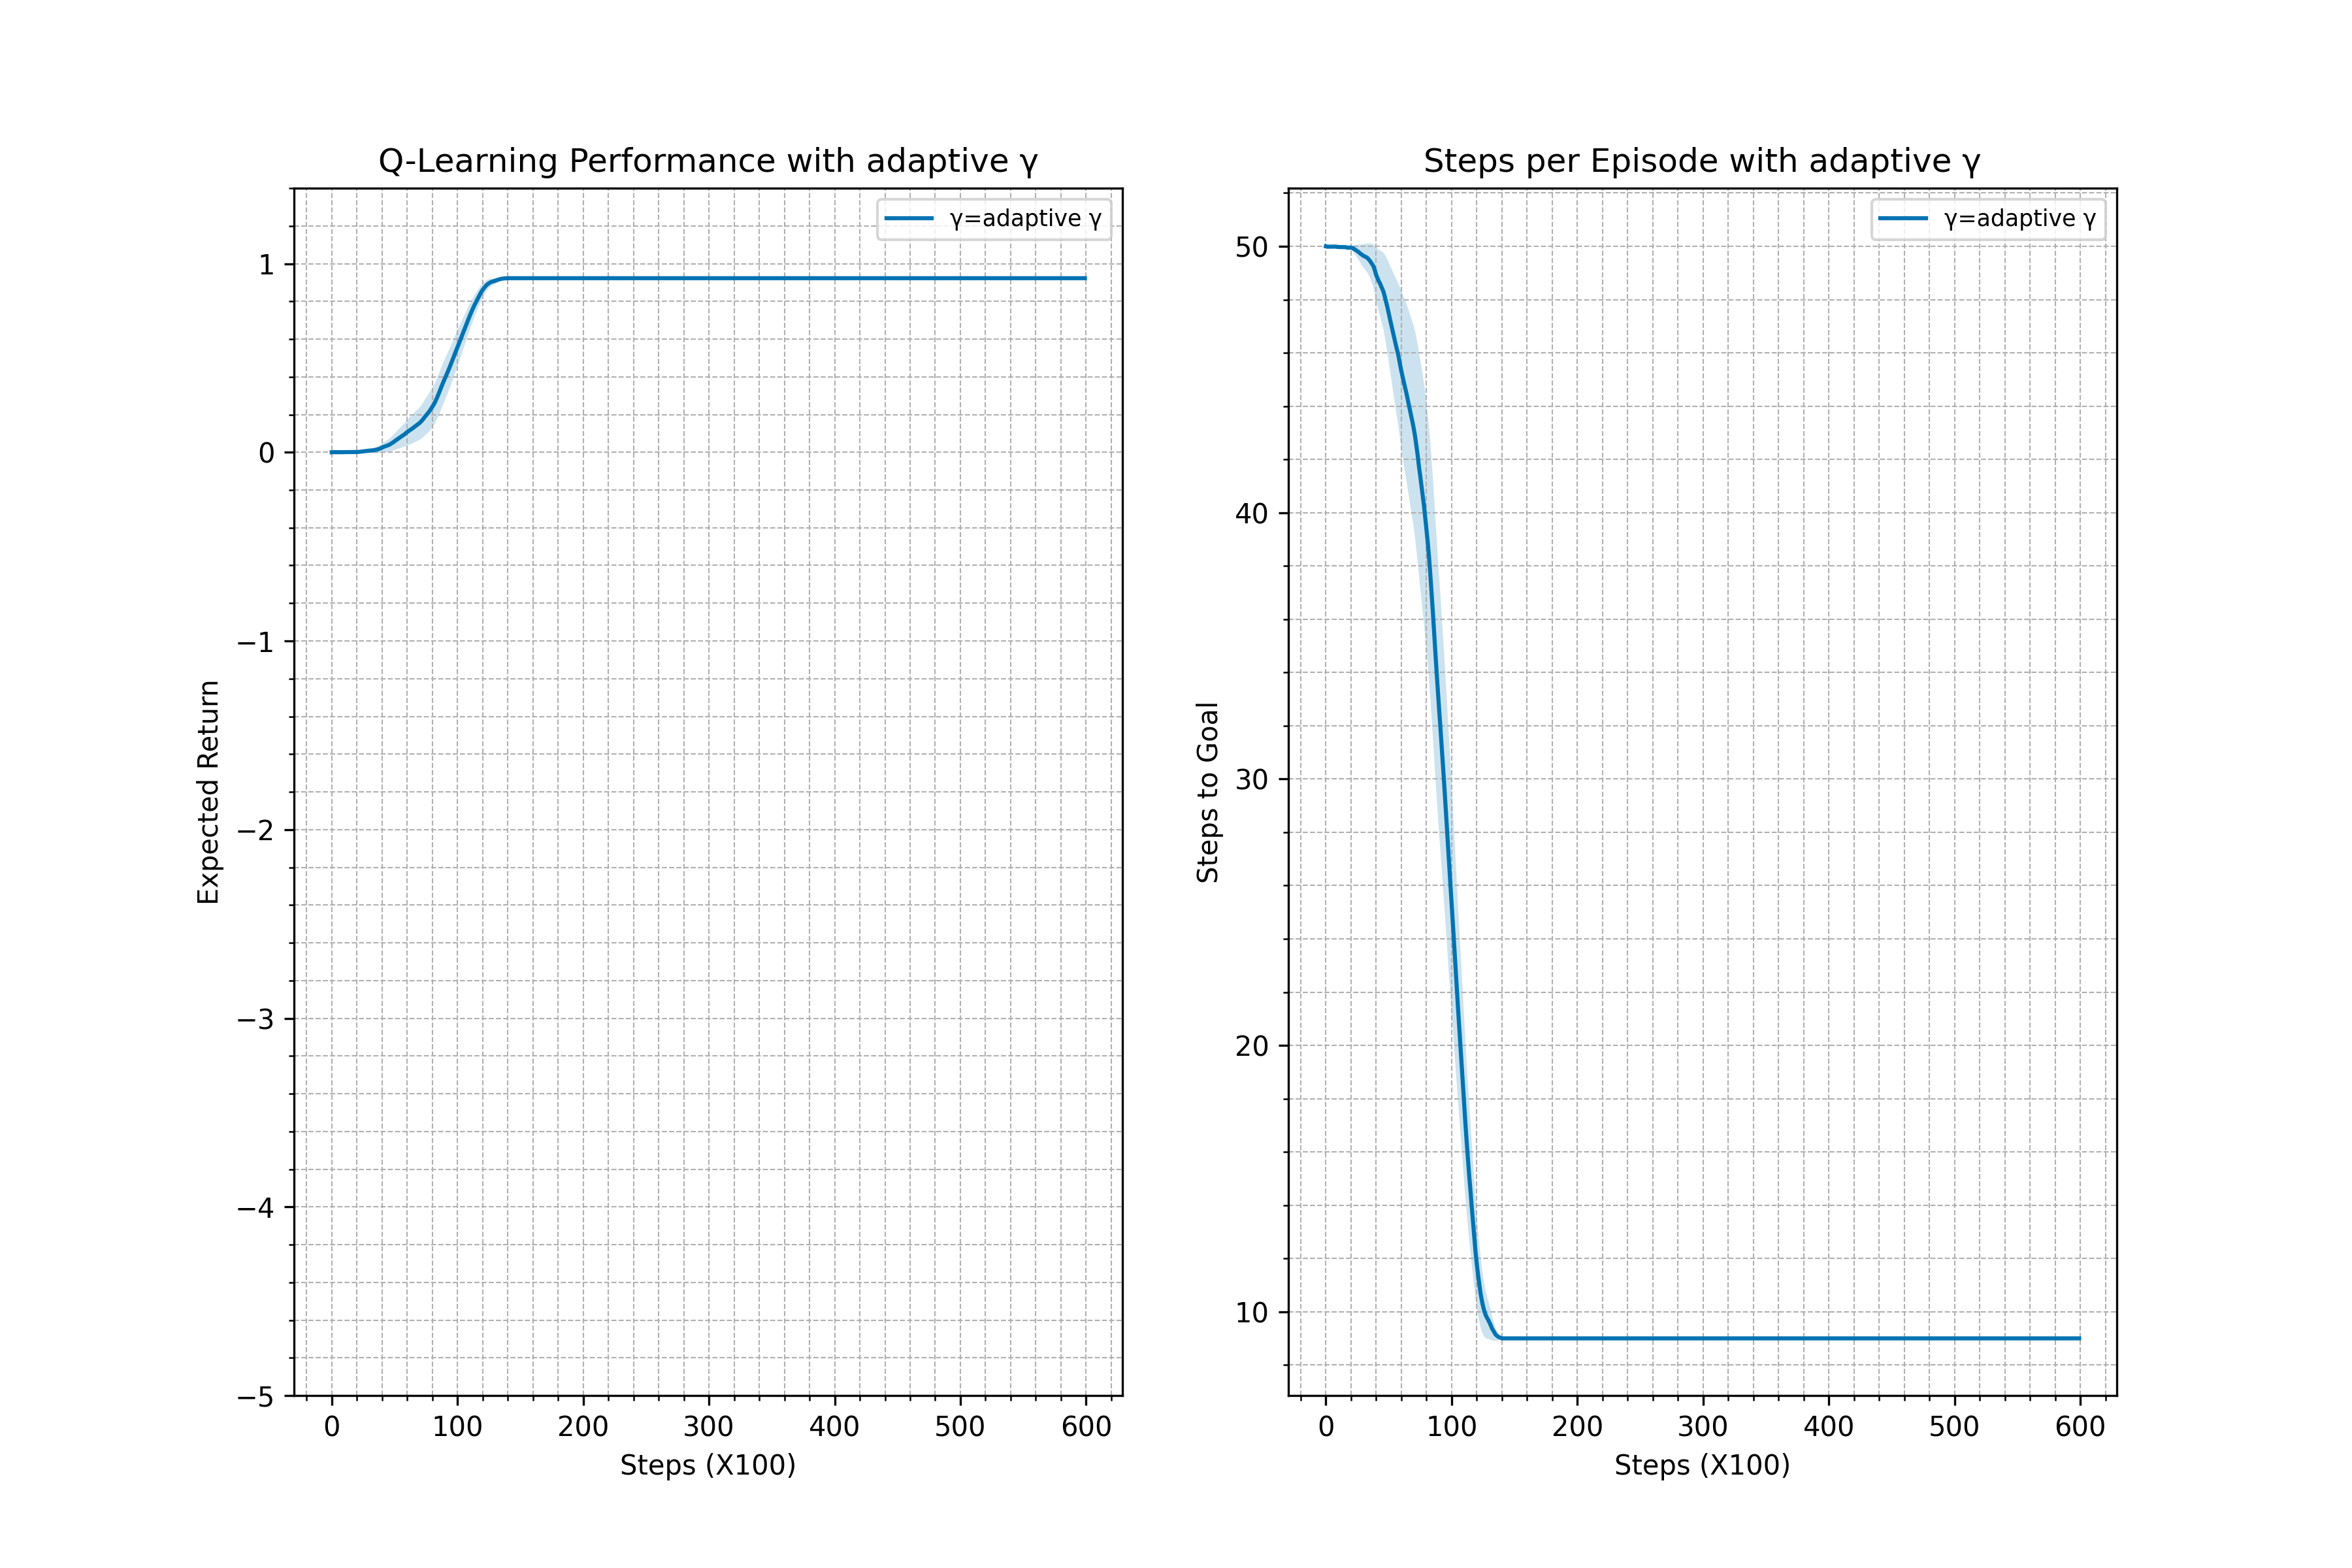 Q-Learning Performance with adaptive γ
γ=adaptive γ
1
0
−1
−2
−3
−4
−5
Expected Return
0 100 200 300 400 500 600
Steps (X100)
Steps per Episode with adaptive γ
γ=adaptive γ
50
40
30
20
10
Steps to Goal
0 100 200 300 400 500 600
Steps (X100)